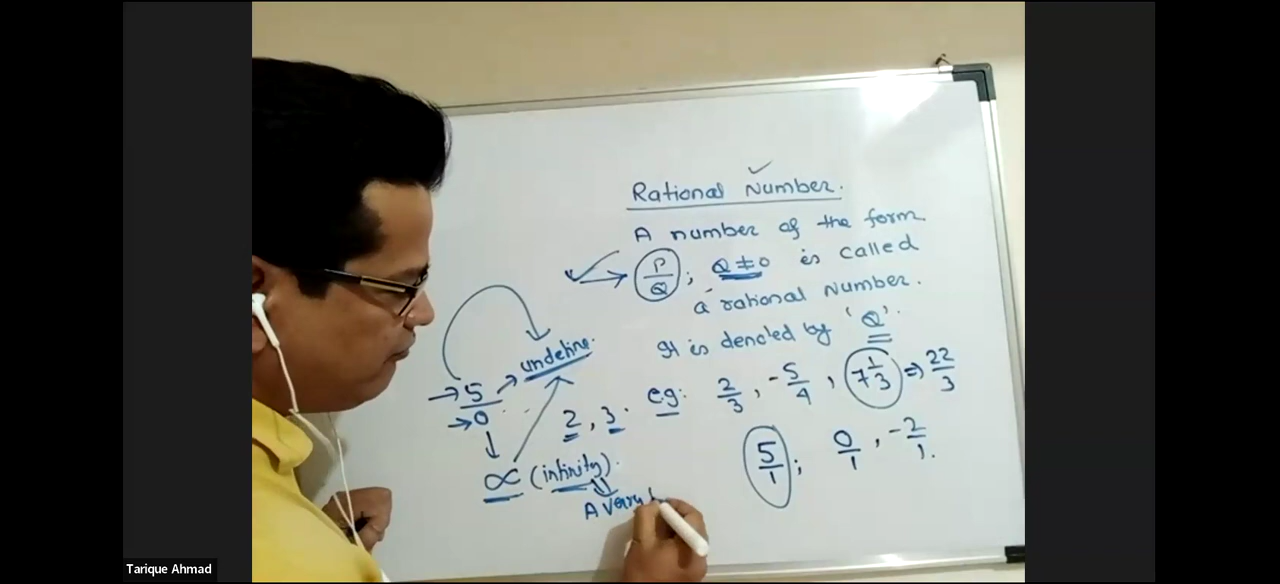 Rational Number.
A number of the form
P/Q ; Q ≠ 0 is called
a rational Number.
It is denoted by 'Q'.
e.g: 2/3, -5/4, 7 1/3 ⇒ 22/3
5/1; 0/1, -2/1.
5/0 → undefine.
2, 3.
∝ (infinity).
A Very
Tarique Ahmad